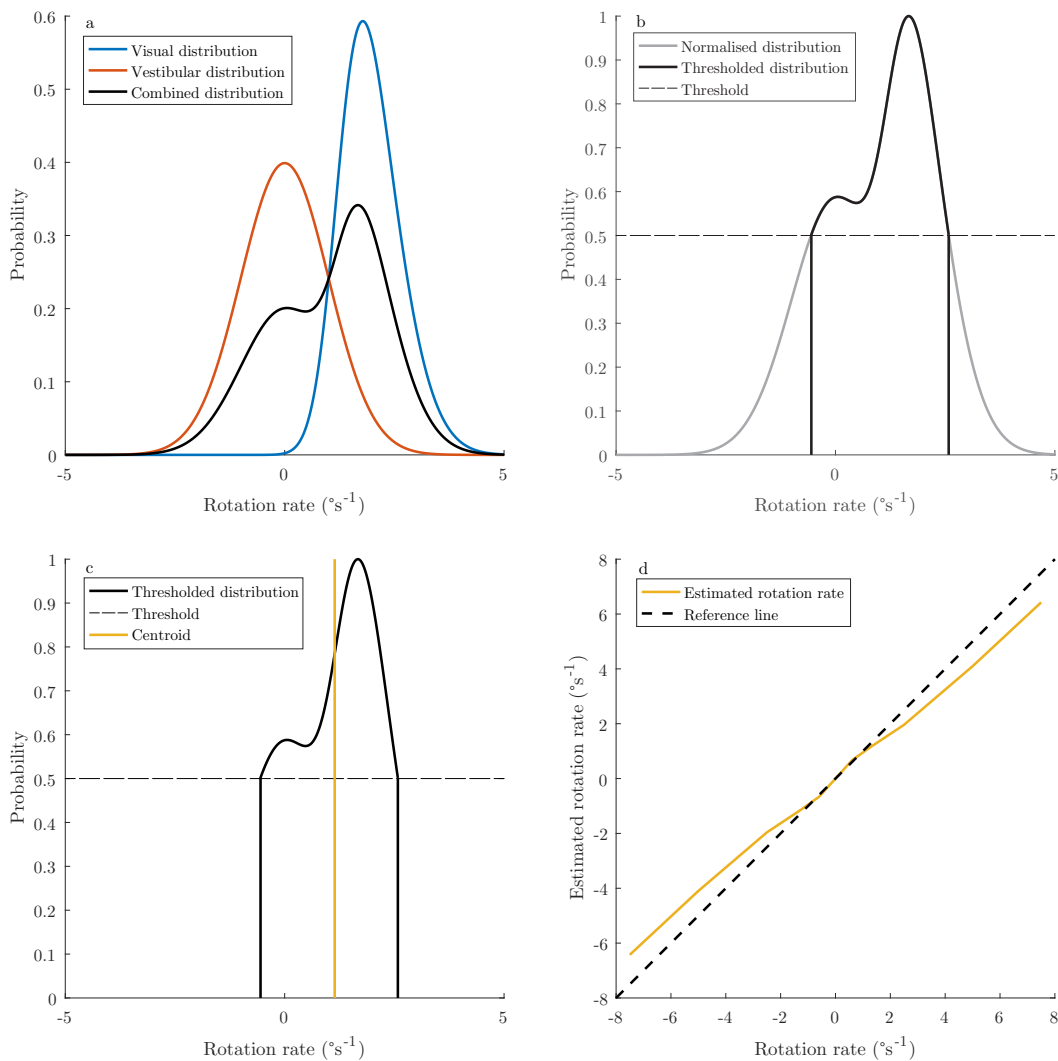 a
Visual distribution
Vestibular distribution
Combined distribution
0.6
0.5
0.4
0.3
0.2
0.1
0
Probability
-5
0
5
Rotation rate (°s-1)
b
Normalised distribution
Thresholded distribution
Threshold
1
0.9
0.8
0.7
0.6
0.5
0.4
0.3
0.2
0.1
0
Probability
-5
0
5
Rotation rate (°s-1)
c
Thresholded distribution
Threshold
Centroid
1
0.9
0.8
0.7
0.6
0.5
0.4
0.3
0.2
0.1
0
Probability
-5
0
5
Rotation rate (°s-1)
d
Estimated rotation rate
Reference line
8
6
4
2
0
-2
-4
-6
-8
Estimated rotation rate (°s-1)
-8
-6
-4
-2
0
2
4
6
8
Rotation rate (°s-1)